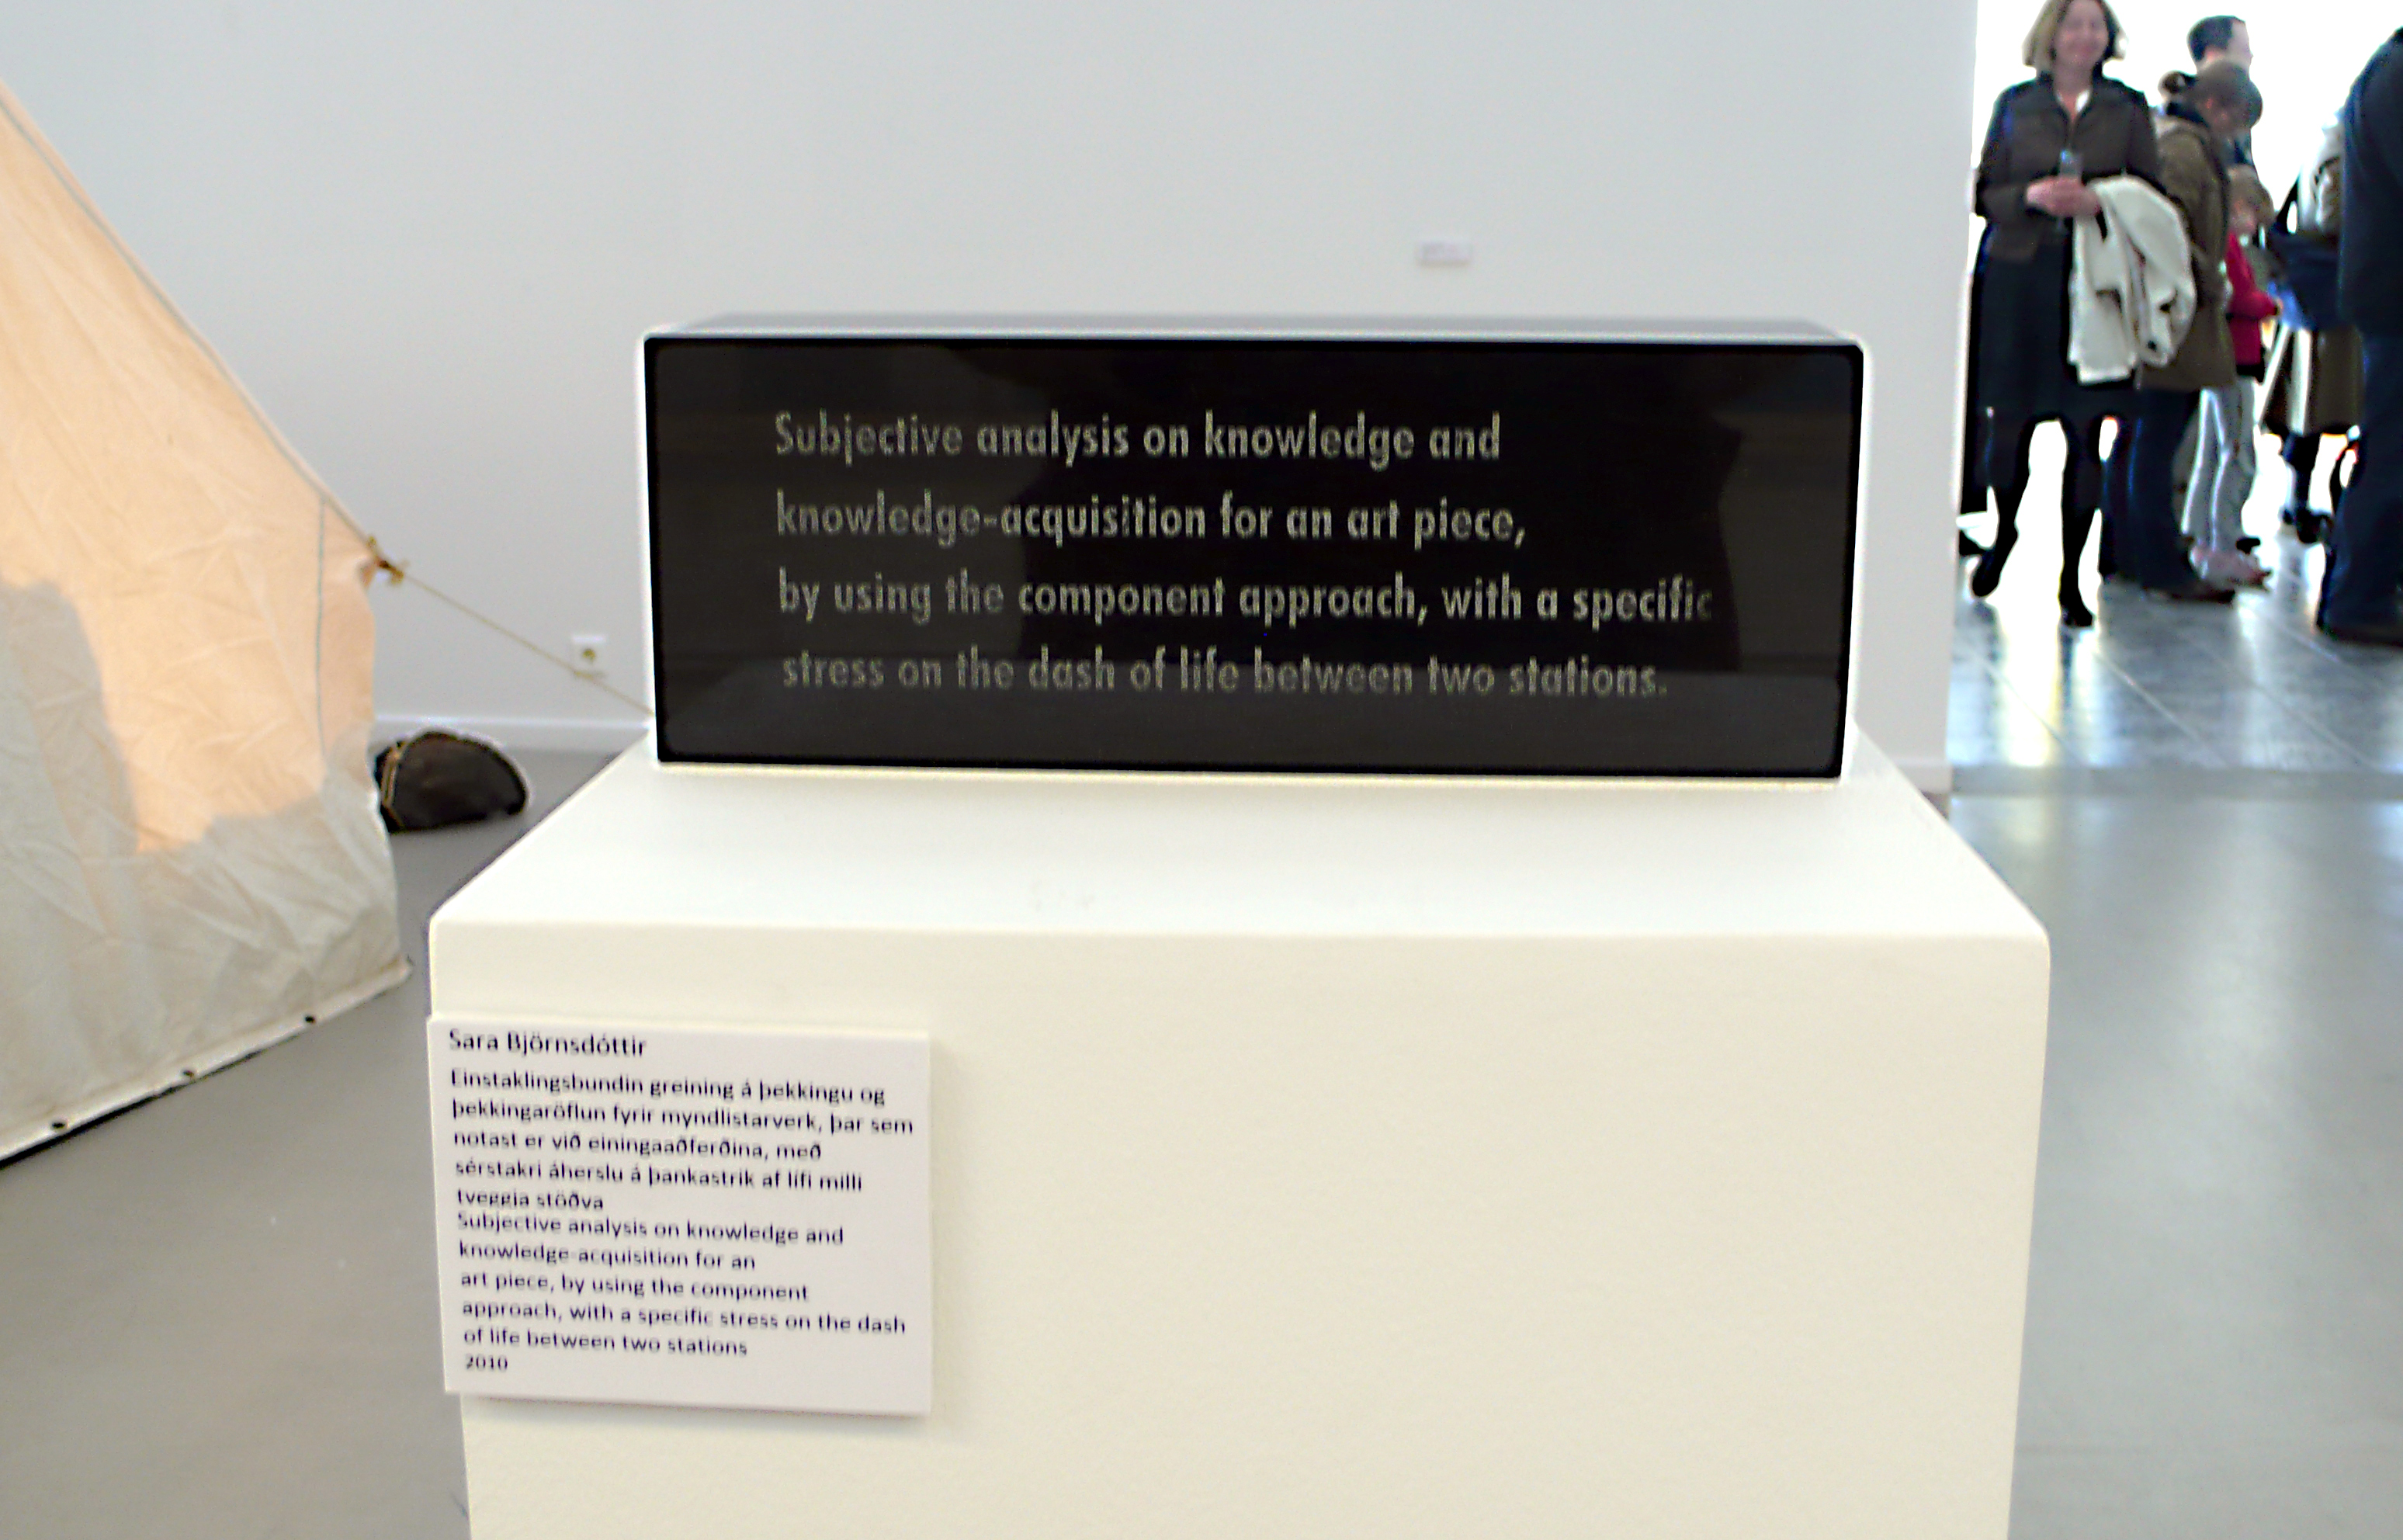 Subjective analysis on knowledge and
knowledge-acquisition for an art piece,
by using the component approach, with a specific
stress on the dash of life between two stations.
Sara Björnsdóttir
Einstaklingsbundin greining á þekkingu og
þekkingaröflun fyrir myndlistarverk, þar sem
notast er við einingaaðferðina, með
sérstakri áherslu á þankastrik af lífi milli
tveggja stöðva
Subjective analysis on knowledge and
knowledge-acquisition for an
art piece, by using the component
approach, with a specific stress on the dash
of life between two stations
2010